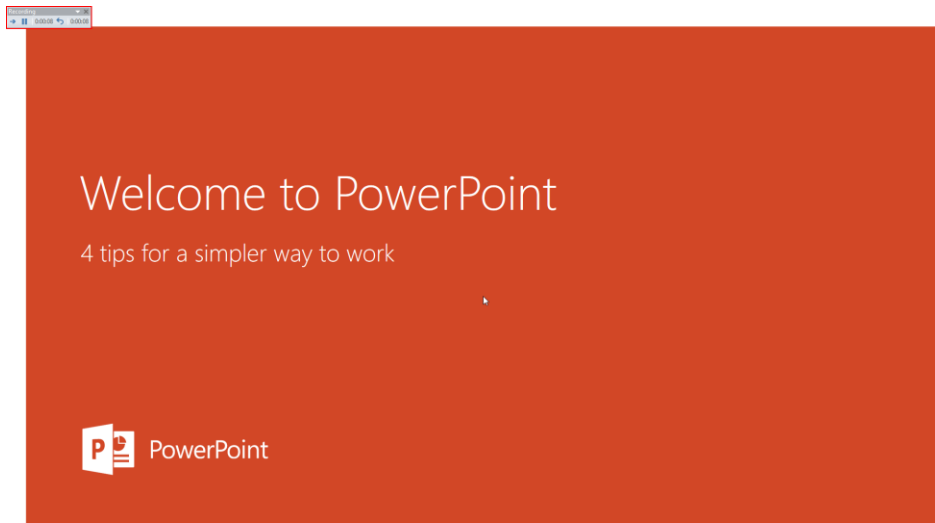 Recording
0:00:08 0:00:08
Welcome to PowerPoint
4 tips for a simpler way to work
P PowerPoint